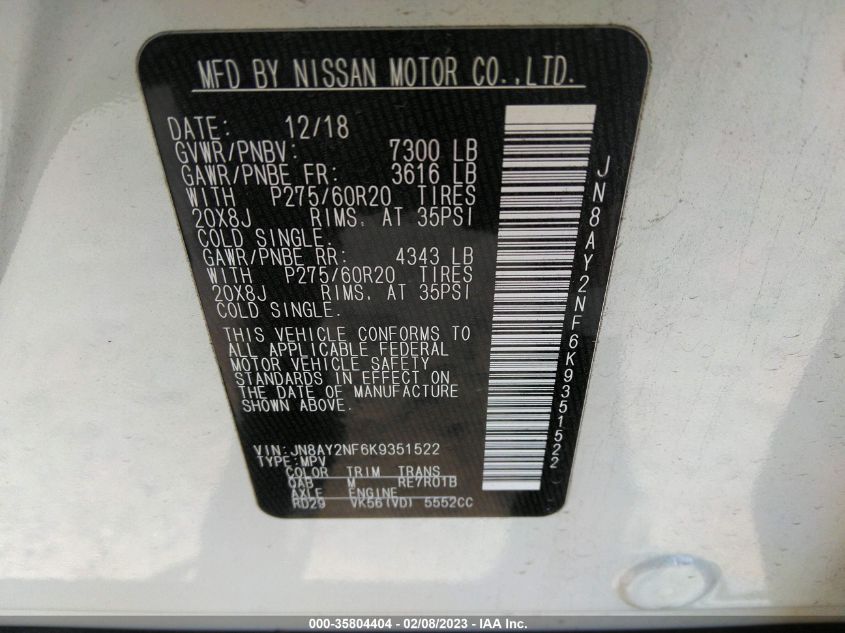 MFD BY NISSAN MOTOR CO.,LTD.
DATE: 12/18
GVWR/PNBV: 7300 LB
GAWR/PNBE FR: 3616 LB
WITH P275/60R20 TIRES
20X8J RIMS, AT 35PSI
COLD SINGLE.
GAWR/PNBE RR: 4343 LB
WITH P275/60R20 TIRES
20X8J RIMS, AT 35PSI
COLD SINGLE.
THIS VEHICLE CONFORMS TO
ALL APPLICABLE FEDERAL
MOTOR VEHICLE SAFETY
STANDARDS IN EFFECT ON
THE DATE OF MANUFACTURE
SHOWN ABOVE.
VIN:JN8AY2NF6K9351522
TYPE:MPV
COLOR TRIM TRANS
QAB M RE7R01B
AXLE ENGINE
RD29 VK56(VD) 5552CC
JN8AY2NF6K9351522
000-35804404 - 02/08/2023 - IAA Inc.